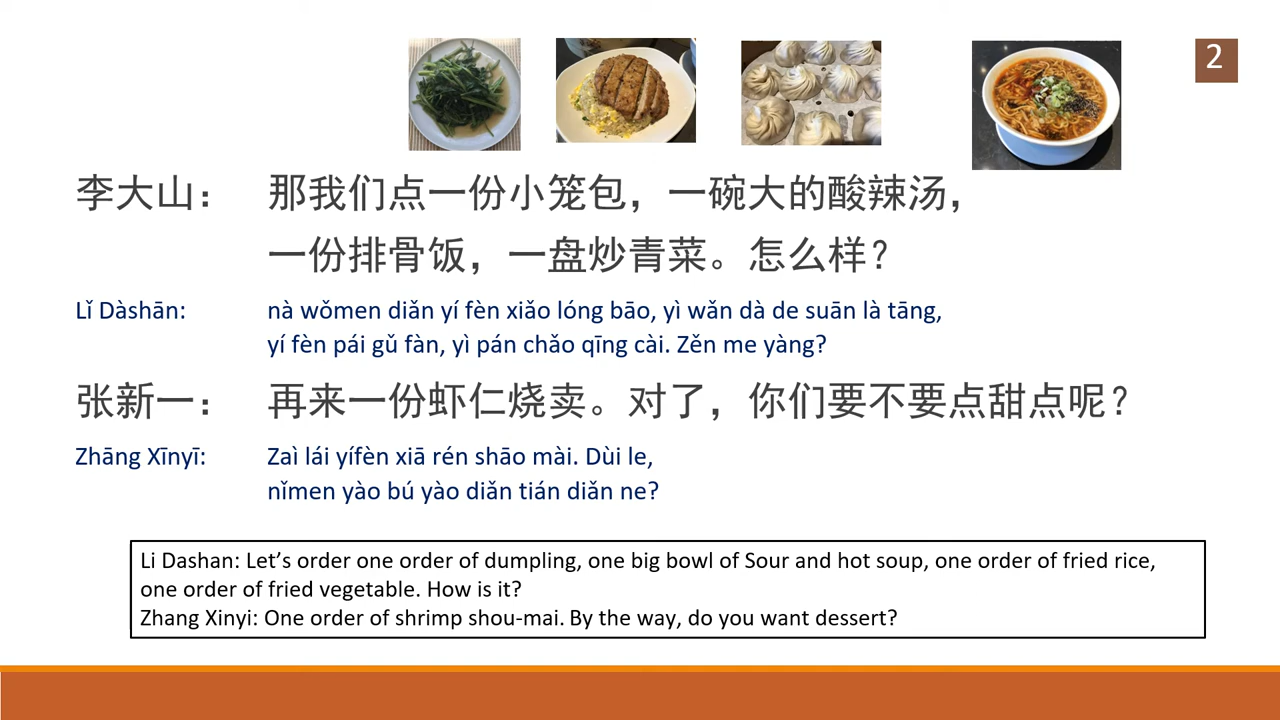 2
李大山： 那我们点一份小笼包，一碗大的酸辣汤，
一份排骨饭，一盘炒青菜。怎么样？
Lǐ Dàshān: nà wǒmen diǎn yí fèn xiǎo lóng bāo, yì wǎn dà de suān là tāng,
yí fèn pái gǔ fàn, yì pán chǎo qīng cài. Zěn me yàng?
张新一： 再来一份虾仁烧卖。对了，你们要不要点甜点呢？
Zhāng Xīnyī: Zaì lái yífèn xiā rén shāo mài. Dùi le,
nǐmen yào bú yào diǎn tián diǎn ne?
Li Dashan: Let’s order one order of dumpling, one big bowl of Sour and hot soup, one order of fried rice,
one order of fried vegetable. How is it?
Zhang Xinyi: One order of shrimp shou-mai. By the way, do you want dessert?